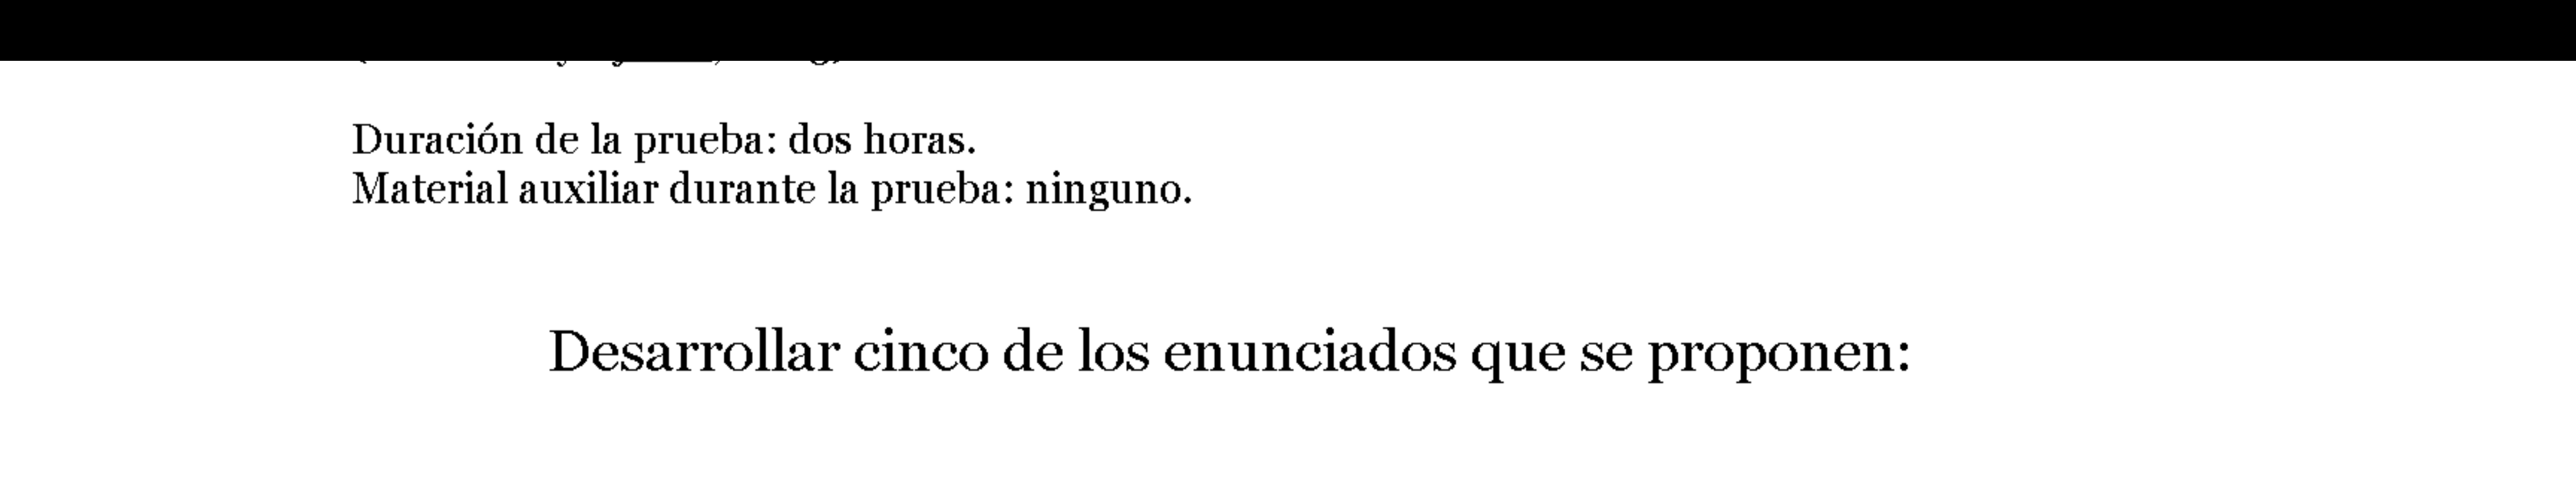 Duración de la prueba: dos horas.
Material auxiliar durante la prueba: ninguno.
Desarrollar cinco de los enunciados que se proponen: